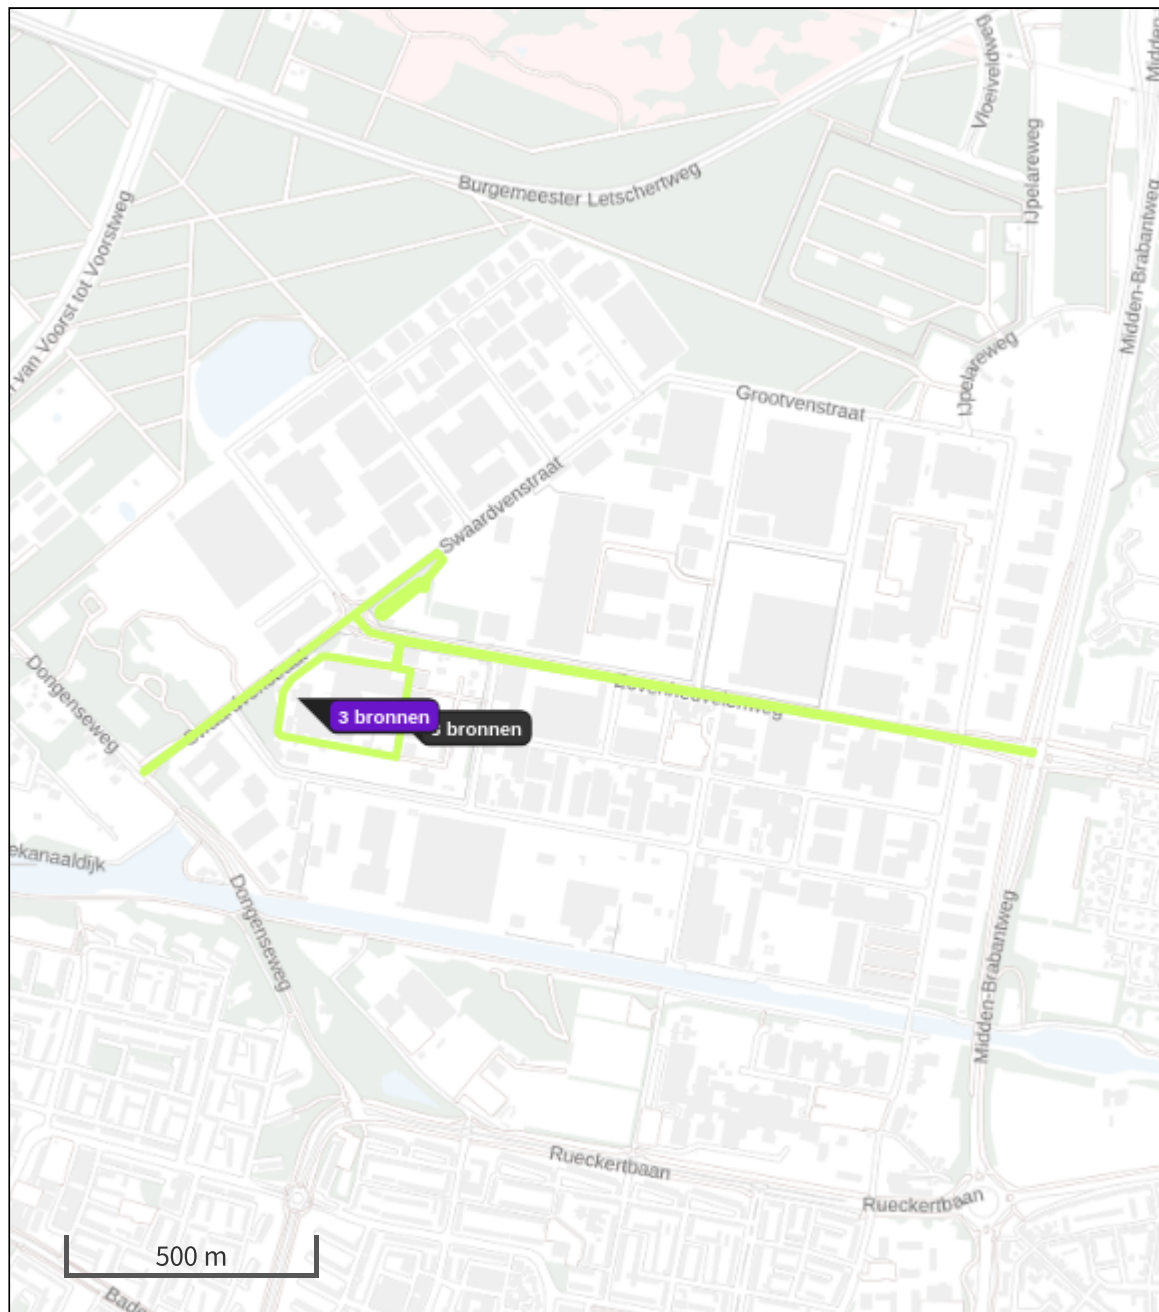 Midden-
Vloeiveldweg
IJpelareweg
Burgemeester Letschertweg
van Voorst tot Voorstweg
Midden-Brabantweg
IJpelareweg
Grootvenstraat
Swaardvenstraat
Dongenseweg
3 bronnen
bronnen
ekanaaldijk
Dongenseweg
Midden-Brabantweg
Rueckertbaan
Rueckertbaan
500 m